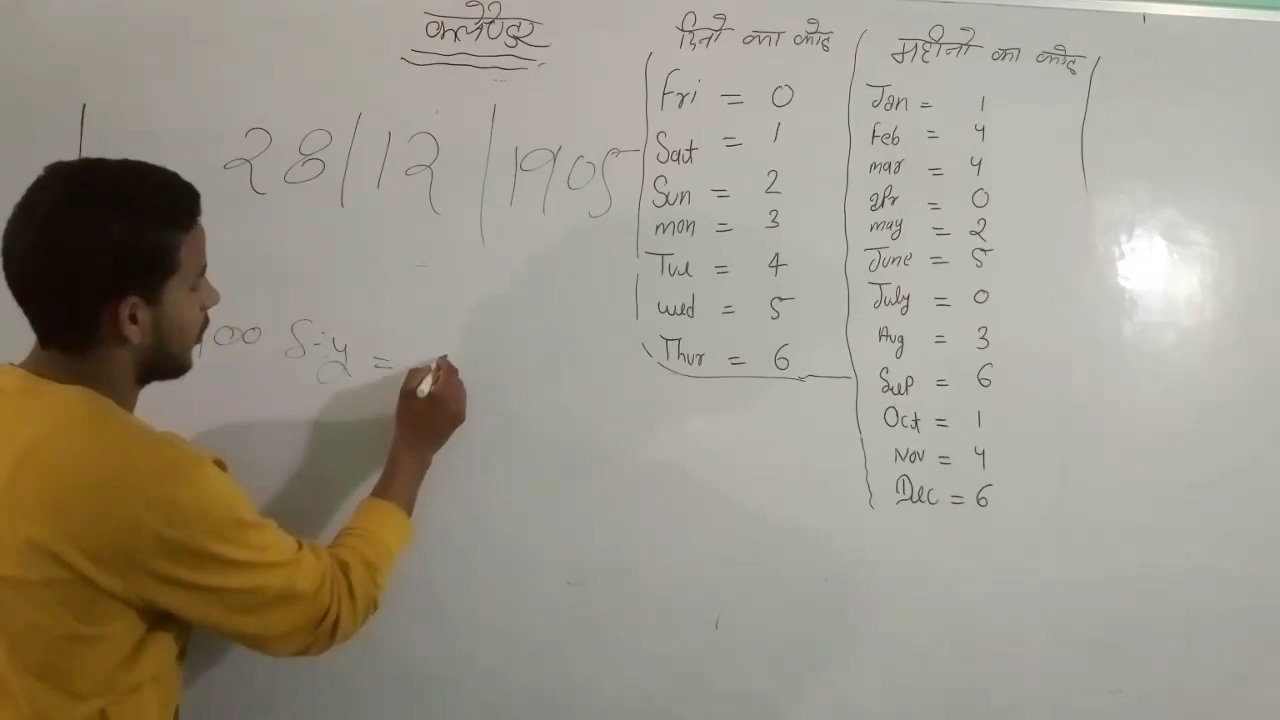 कलेण्डर
28/12/1905
दिनो का कोड
Fri = 0
Sat = 1
Sun = 2
mon = 3
Tue = 4
wed = 5
Thur = 6
महीनो का कोड
Jan = 1
Feb = 4
mar = 4
apr = 0
may = 2
June = 5
July = 0
Aug = 3
Sep = 6
Oct = 1
Nov = 4
Dec = 6